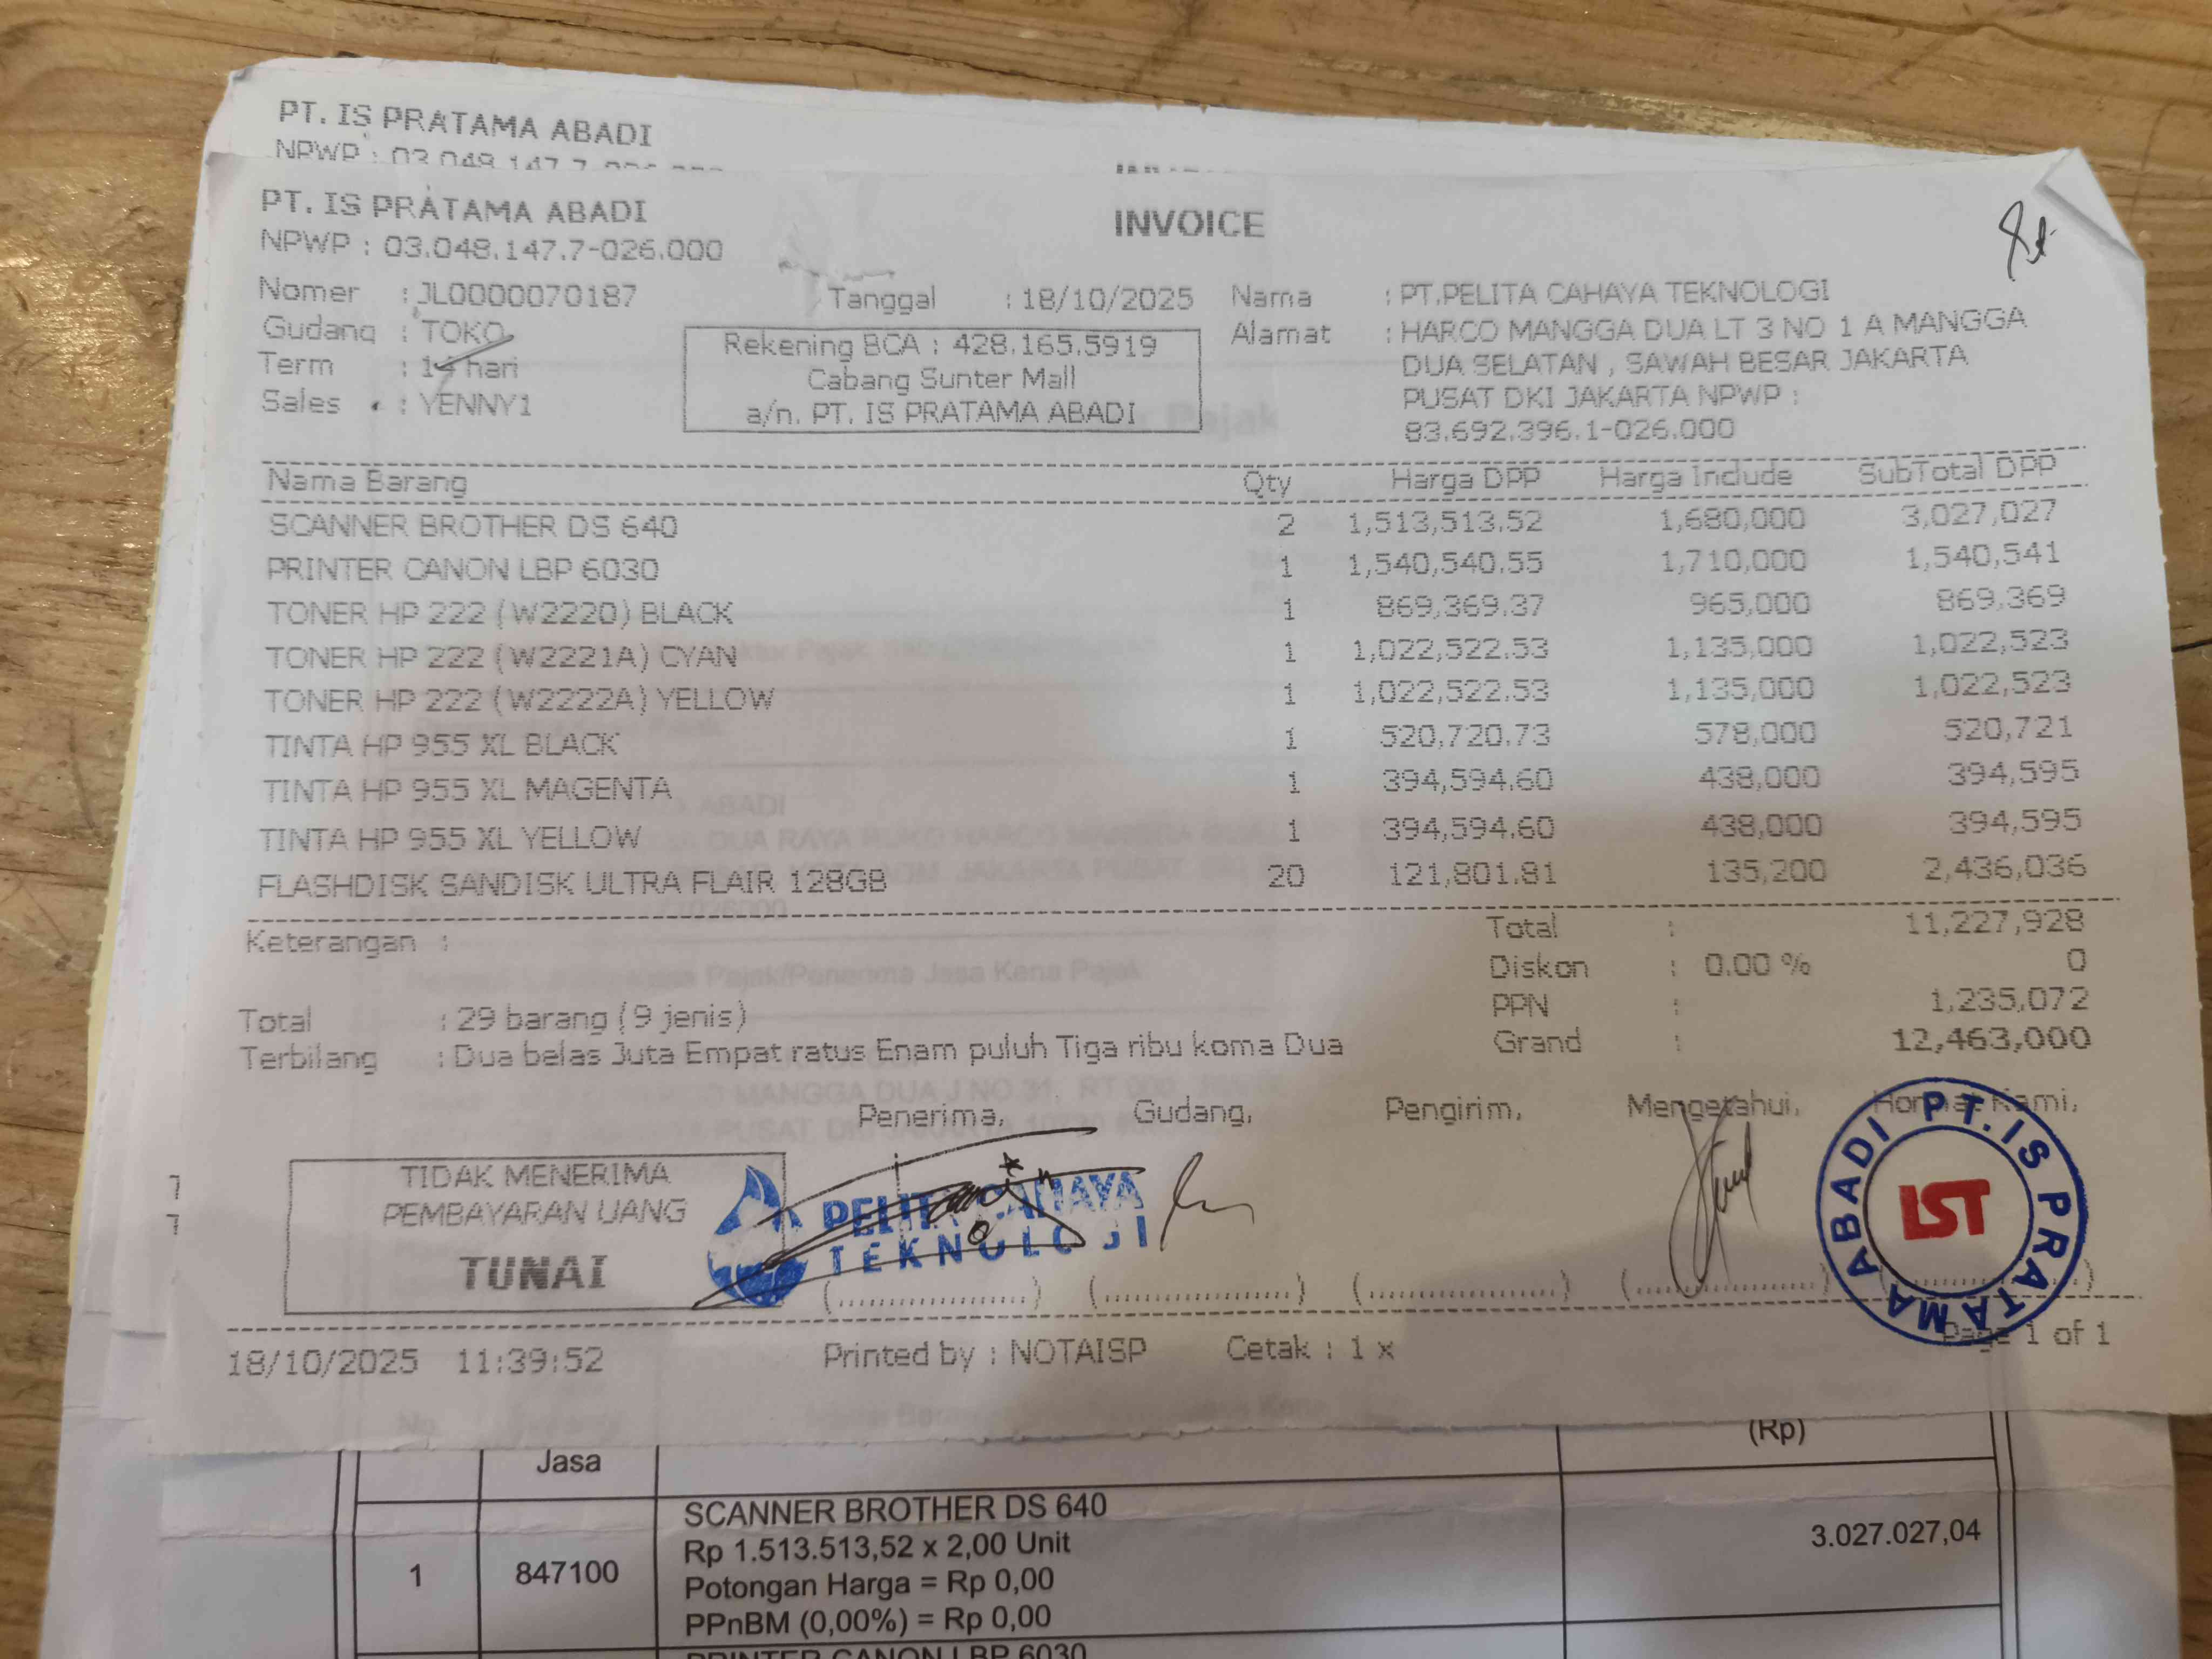 PT. IS PRATAMA ABADI
NPWP : 03.048.147.7-
PT. IS PRATAMA ABADI
INVOICE
NPWP : 03.048.147.7-026.000
Nomer : JL0000070187
Tanggal : 18/10/2025
Nama : PT.PELITA CAHAYA TEKNOLOGI
Gudang : TOKO
Alamat : HARCO MANGGA DUA LT 3 NO 1 A MANGGA
DUA SELATAN , SAWAH BESAR JAKARTA
PUSAT DKI JAKARTA NPWP :
83.692.396.1-026.000
Term : 14 hari
Sales : YENNY1
Rekening BCA : 428.165.5919
Cabang Sunter Mall
a/n. PT. IS PRATAMA ABADI
Nama Barang Qty Harga DPP Harga Include SubTotal DPP
SCANNER BROTHER DS 640 2 1,513,513.52 1,680,000 3,027,027
PRINTER CANON LBP 6030 1 1,540,540.55 1,710,000 1,540,541
TONER HP 222 (W2220) BLACK 1 869,369.37 965,000 869,369
TONER HP 222 (W2221A) CYAN 1 1,022,522.53 1,135,000 1,022,523
TONER HP 222 (W2222A) YELLOW 1 1,022,522.53 1,135,000 1,022,523
TINTA HP 955 XL BLACK 1 520,720.73 578,000 520,721
TINTA HP 955 XL MAGENTA 1 394,594.60 438,000 394,595
TINTA HP 955 XL YELLOW 1 394,594.60 438,000 394,595
FLASHDISK SANDISK ULTRA FLAIR 128GB 20 121,801.81 135,200 2,436,036
Keterangan :
Total : 11,227,928
Diskon : 0.00 % 0
PPN : 1,235,072
Grand : 12,463,000
Total : 29 barang (9 jenis)
Terbilang : Dua belas Juta Empat ratus Enam puluh Tiga ribu koma Dua
Penerima, Gudang, Pengirim, Mengetahui, Hormat Kami,
TIDAK MENERIMA
PEMBAYARAN UANG
TUNAI
PELITA CAHAYA
TEKNOLOGI
PT. IS PRATAMA ABADI
IST
(....................) (....................) (....................) (....................) (....................)
18/10/2025 11:39:52 Printed by : NOTAISP Cetak : 1 x Page 1 of 1
Jasa
(Rp)
1 847100
SCANNER BROTHER DS 640
Rp 1.513.513,52 x 2,00 Unit
Potongan Harga = Rp 0,00
PPnBM (0,00%) = Rp 0,00
3.027.027,04
PRINTER CANON LBP 6030